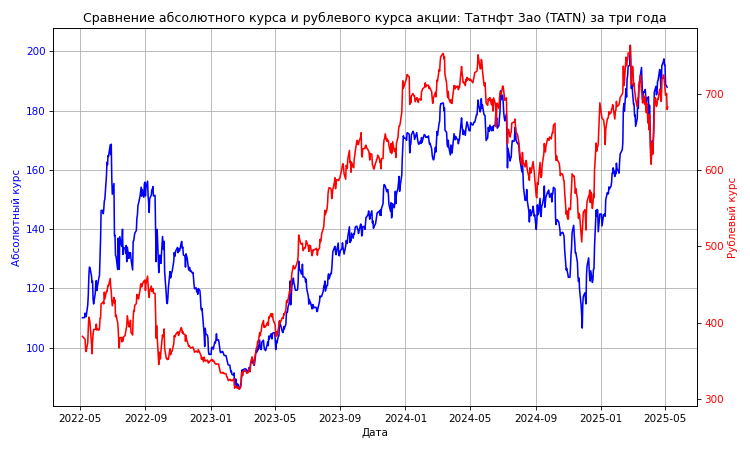 Сравнение абсолютного курса и рублевого курса акции: Татнфт 3ао (TATN) за три года
Абсолютный курс
200
180
160
140
120
100
Рублевый курс
700
600
500
400
300
2022-05 2022-09 2023-01 2023-05 2023-09 2024-01 2024-05 2024-09 2025-01 2025-05
Дата